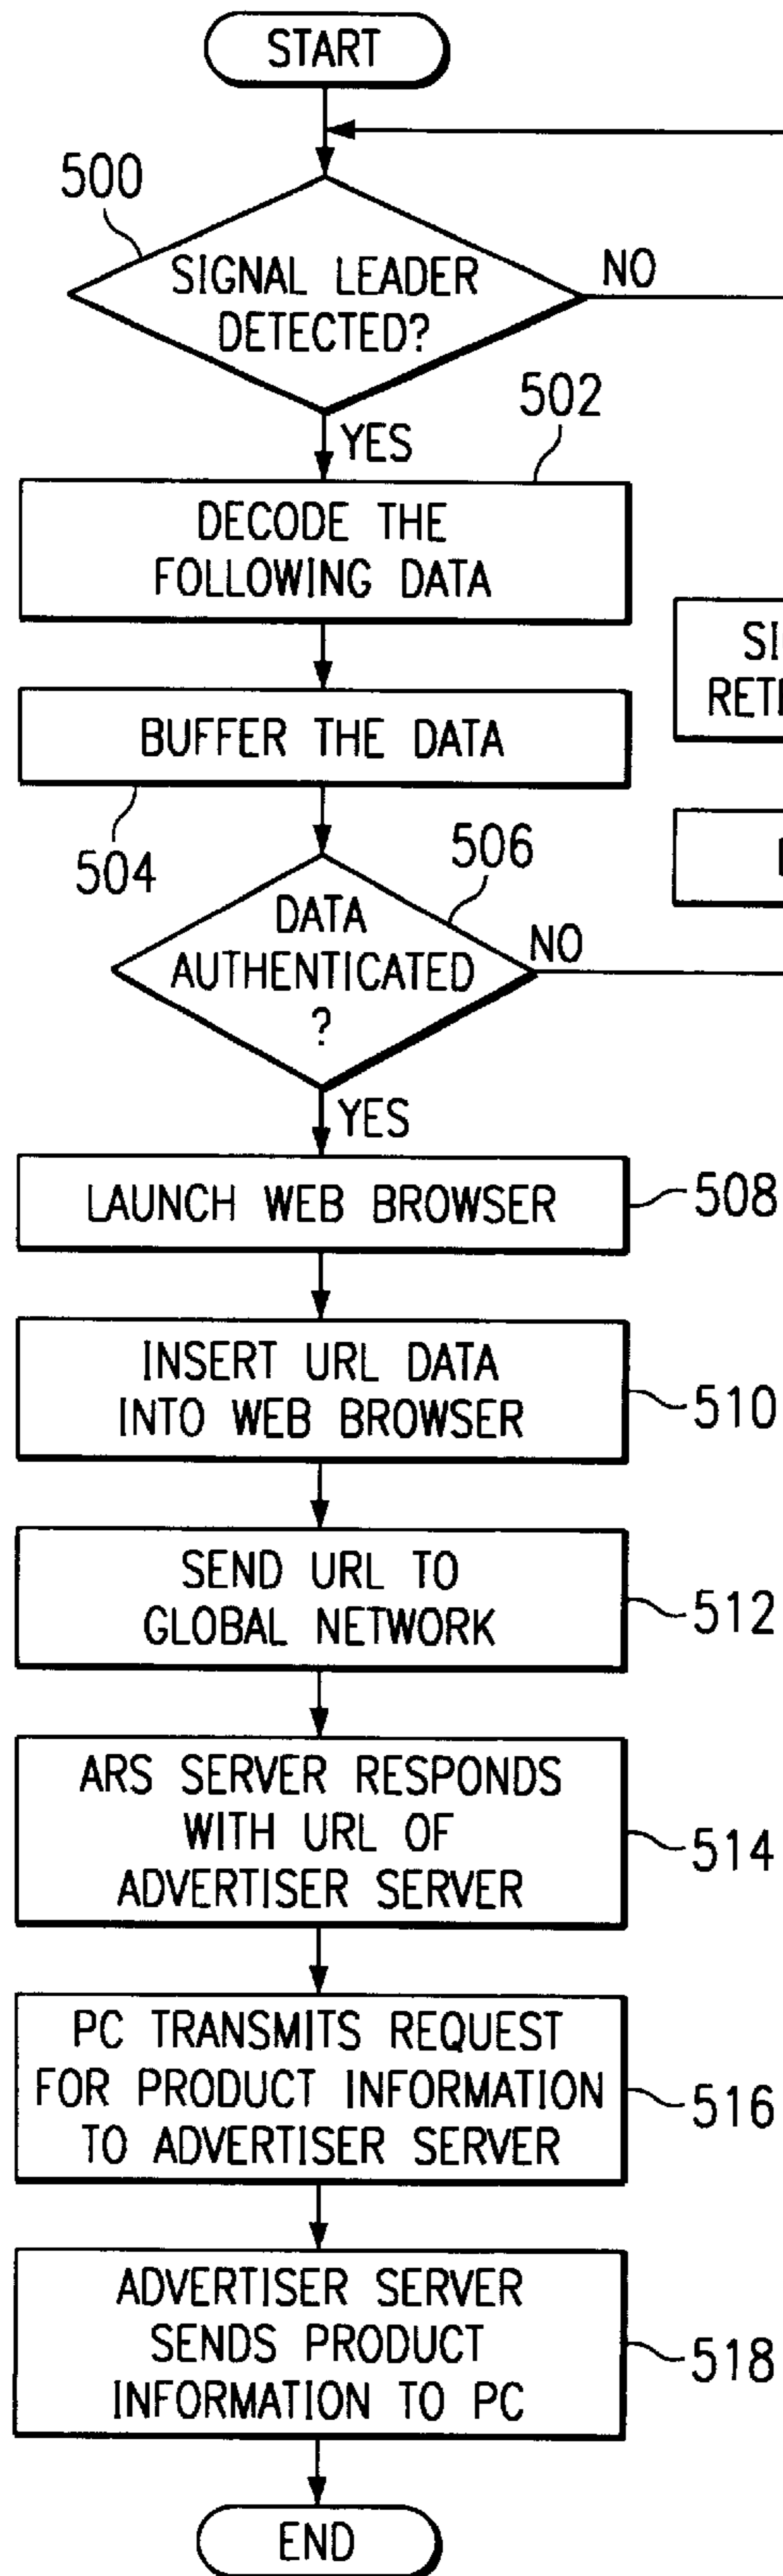 START
500
SIGNAL LEADER
DETECTED?
NO
YES
502
DECODE THE
FOLLOWING DATA
BUFFER THE DATA
504
506
DATA
AUTHENTICATED
?
NO
YES
LAUNCH WEB BROWSER
508
INSERT URL DATA
INTO WEB BROWSER
510
SEND URL TO
GLOBAL NETWORK
512
ARS SERVER RESPONDS
WITH URL OF
ADVERTISER SERVER
514
PC TRANSMITS REQUEST
FOR PRODUCT INFORMATION
TO ADVERTISER SERVER
516
ADVERTISER SERVER
SENDS PRODUCT
INFORMATION TO PC
518
END